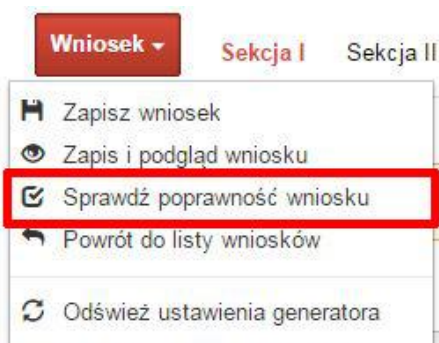 Wniosek Sekcja I Sekcja II
Zapisz wniosek
Zapis i podgląd wniosku
Sprawdź poprawność wniosku
Powrót do listy wniosków
Odśwież ustawienia generatora